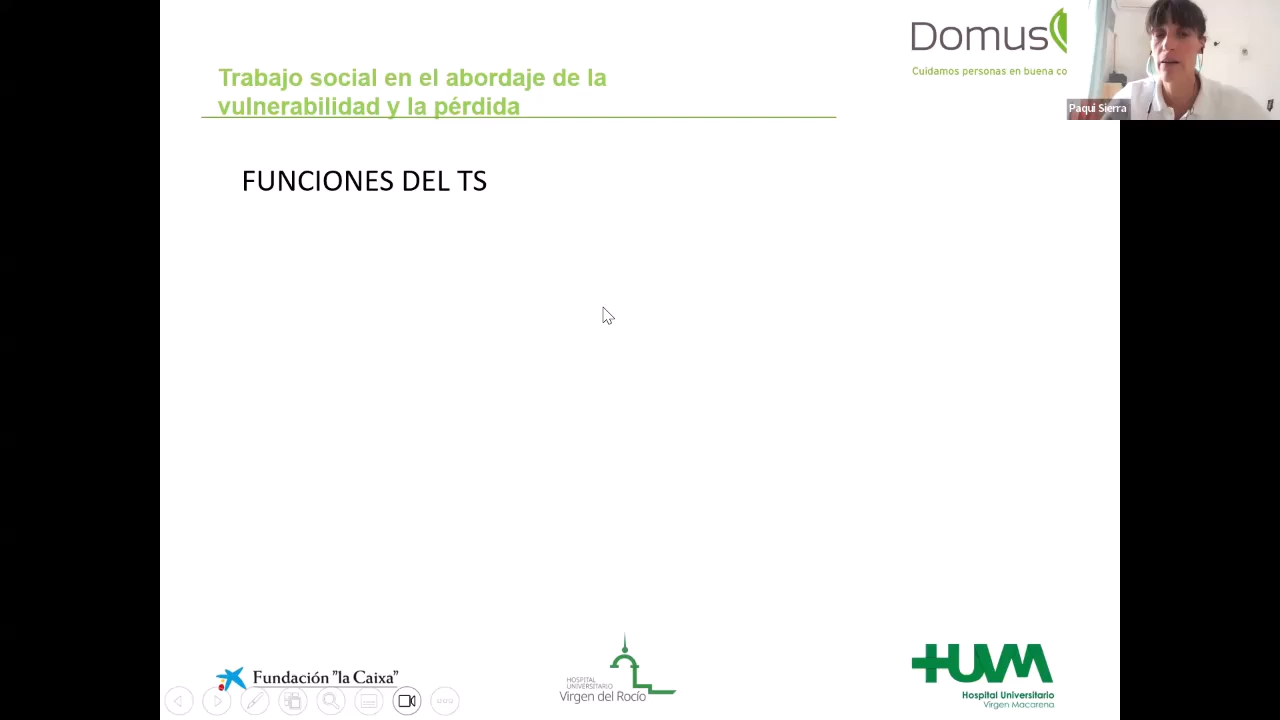 Domus
Cuidamos personas en buena co
Paqui Sierra
Trabajo social en el abordaje de la
vulnerabilidad y la pérdida
FUNCIONES DEL TS
Fundación "la Caixa"
HOSPITAL
UNIVERSITARIO
Virgen del Rocío
HUVM
Hospital Universitario
Virgen Macarena